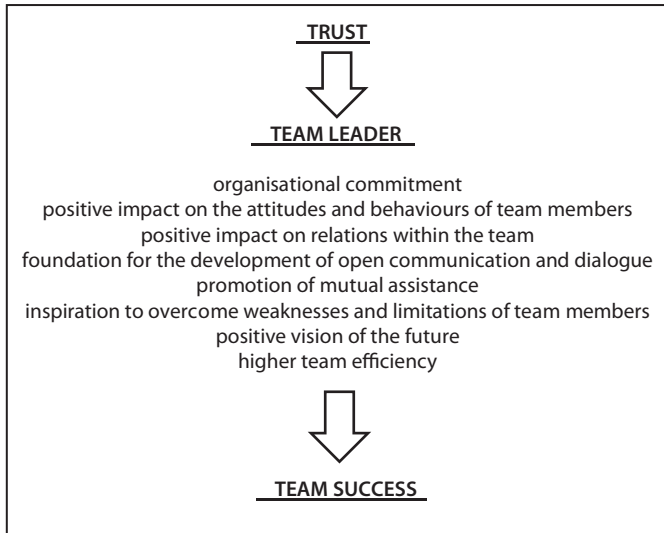 TRUST
TEAM LEADER
organisational commitment
positive impact on the attitudes and behaviours of team members
positive impact on relations within the team
foundation for the development of open communication and dialogue
promotion of mutual assistance
inspiration to overcome weaknesses and limitations of team members
positive vision of the future
higher team efficiency
TEAM SUCCESS